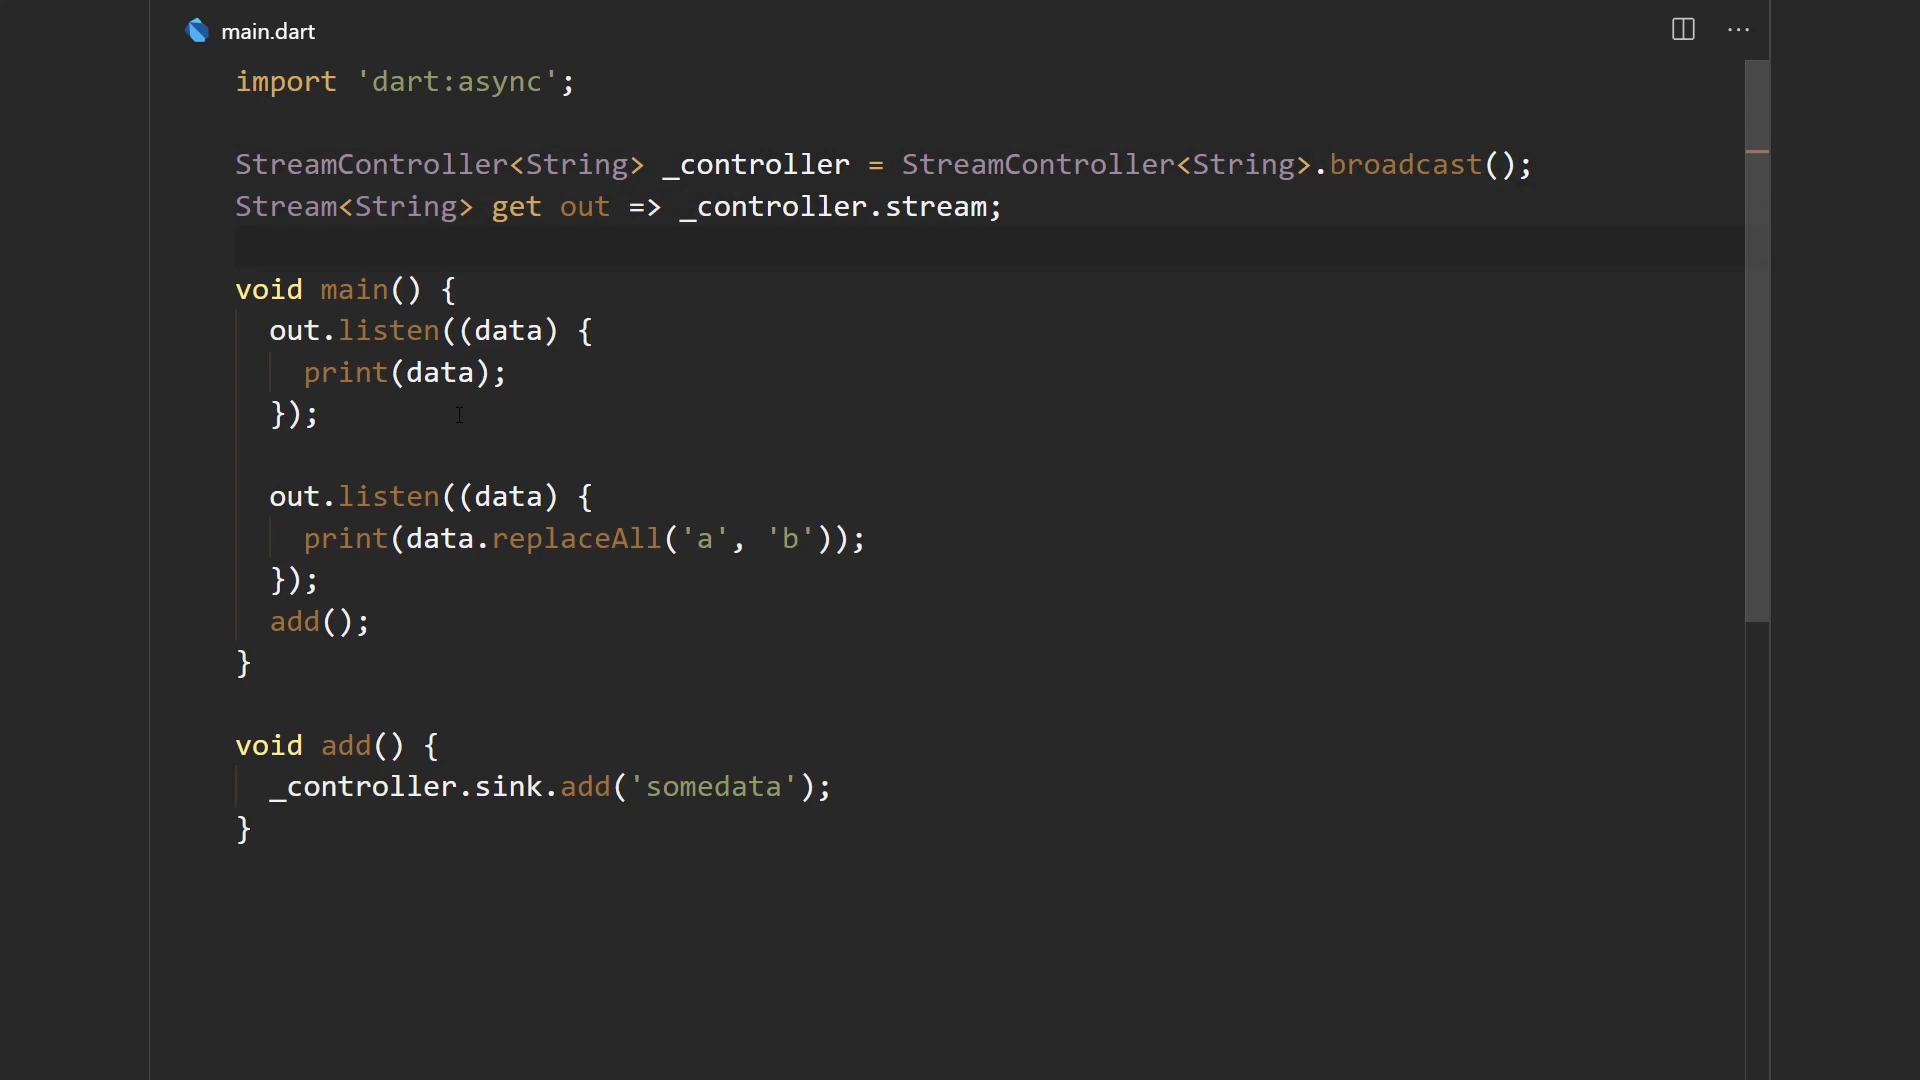 main.dart
import 'dart:async';
StreamController<String> _controller = StreamController<String>.broadcast();
Stream<String> get out => _controller.stream;
void main() {
  out.listen((data) {
    print(data);
  });
  out.listen((data) {
    print(data.replaceAll('a', 'b'));
  });
  add();
}
void add() {
  _controller.sink.add('somedata');
}